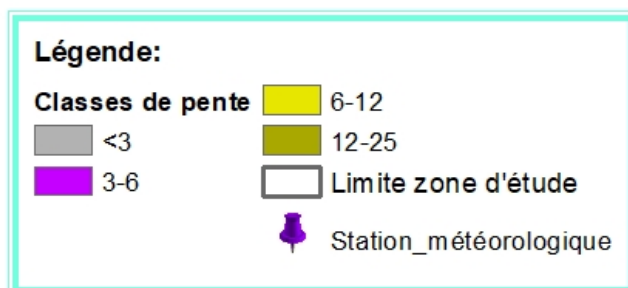 Légende:
Classes de pente
<3
3-6
6-12
12-25
Limite zone d'étude
Station_météorologique